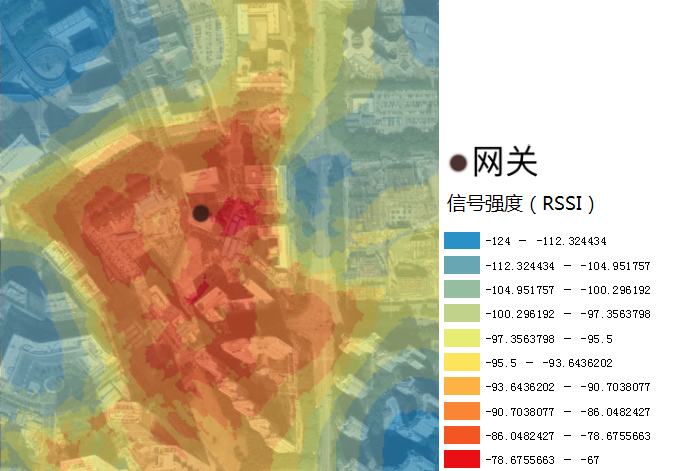 网关
信号强度（RSSI）
-124 — -112.324434
-112.324434 — -104.951757
-104.951757 — -100.296192
-100.296192 — -97.3563798
-97.3563798 — -95.5
-95.5 — -93.6436202
-93.6436202 — -90.7038077
-90.7038077 — -86.0482427
-86.0482427 — -78.6755663
-78.6755663 — -67